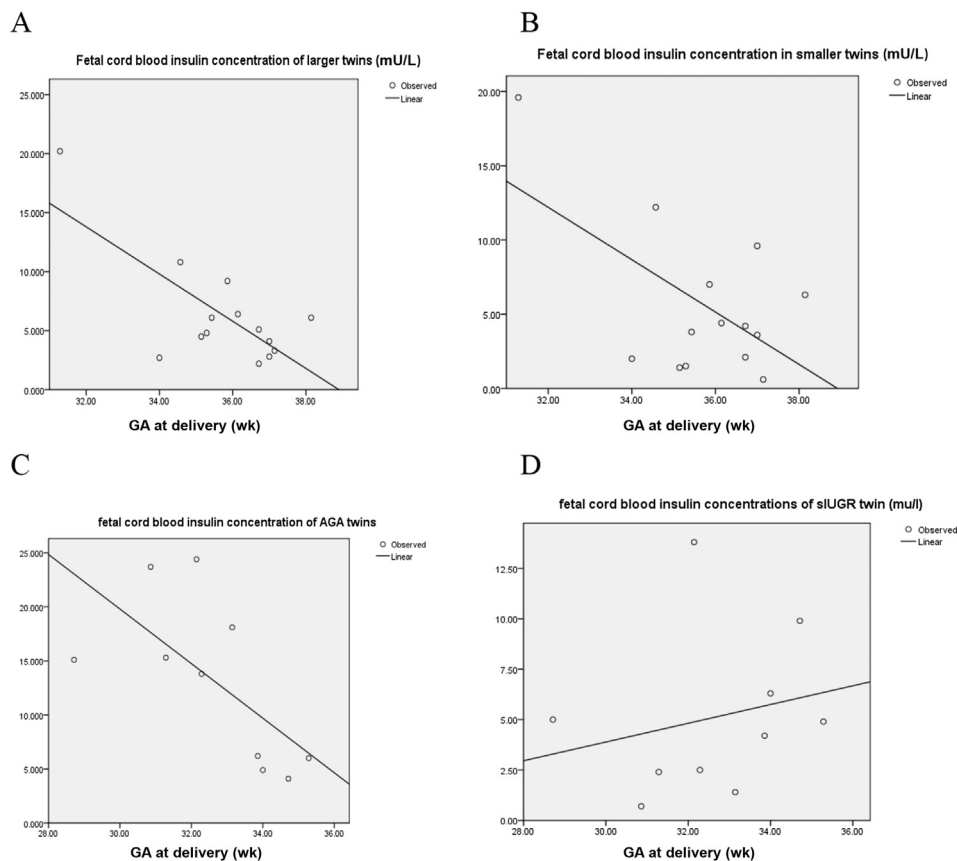 A
Fetal cord blood insulin concentration of larger twins (mU/L)
25.000
20.000
15.000
10.000
5.000
0.000
32.00 34.00 36.00 38.00
GA at delivery (wk)
Observed
Linear
B
Fetal cord blood insulin concentration in smaller twins (mU/L)
20.00
15.00
10.00
5.00
0.00
32.00 34.00 36.00 38.00
GA at delivery (wk)
Observed
Linear
C
fetal cord blood insulin concentration of AGA twins
25.000
20.000
15.000
10.000
5.000
0.000
28.00 30.00 32.00 34.00 36.00
GA at delivery (wk)
Observed
Linear
D
fetal cord blood insulin concentrations of sIUGR twin (mu/l)
12.50
10.00
7.50
5.00
2.50
0.00
28.00 30.00 32.00 34.00 36.00
GA at delivery (wk)
Observed
Linear